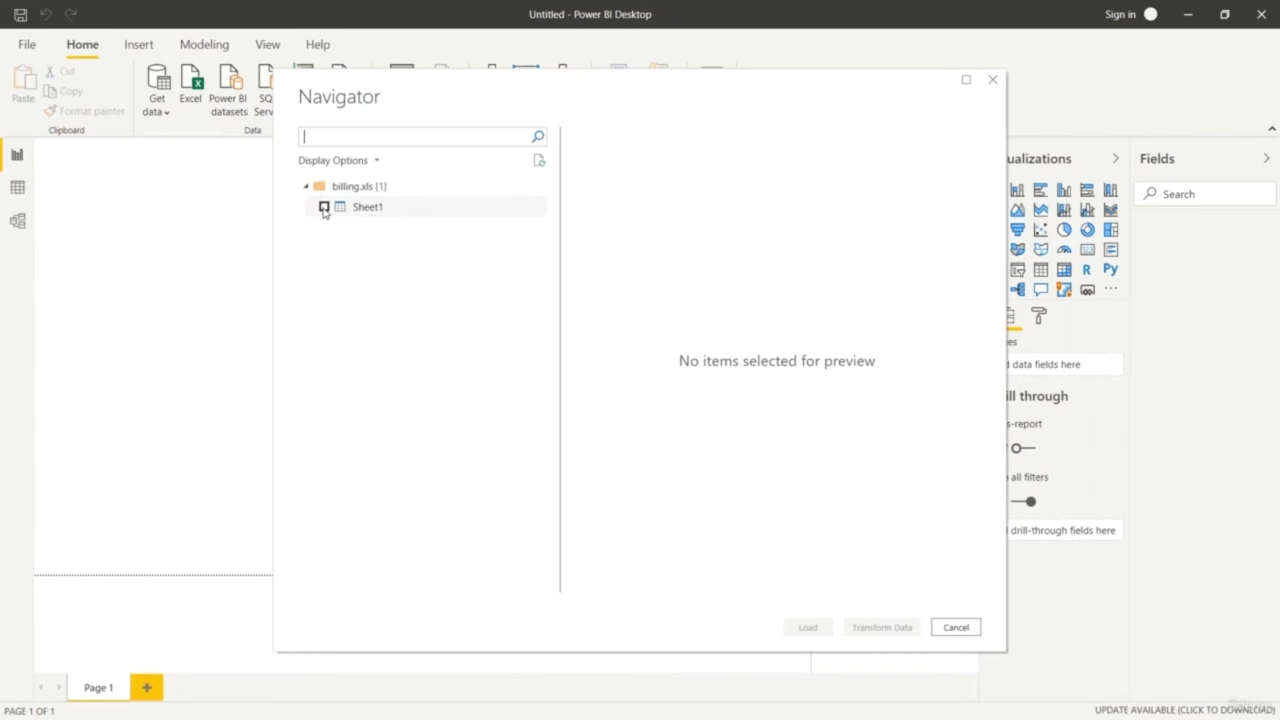 Untitled - Power BI Desktop
Sign in
File
Home
Insert
Modeling
View
Help
Paste
Cut
Copy
Format painter
Clipboard
Get data
Excel
Power BI datasets
SQ
Serv
Data
Navigator
Display Options
billing.xls [1]
Sheet1
No items selected for preview
Load
Transform Data
Cancel
ualizations
R
Py
es
d data fields here
ill through
s-report
p all filters
l drill-through fields here
Fields
Search
Page 1
PAGE 1 OF 1
UPDATE AVAILABLE (CLICK TO DOWNLOAD)